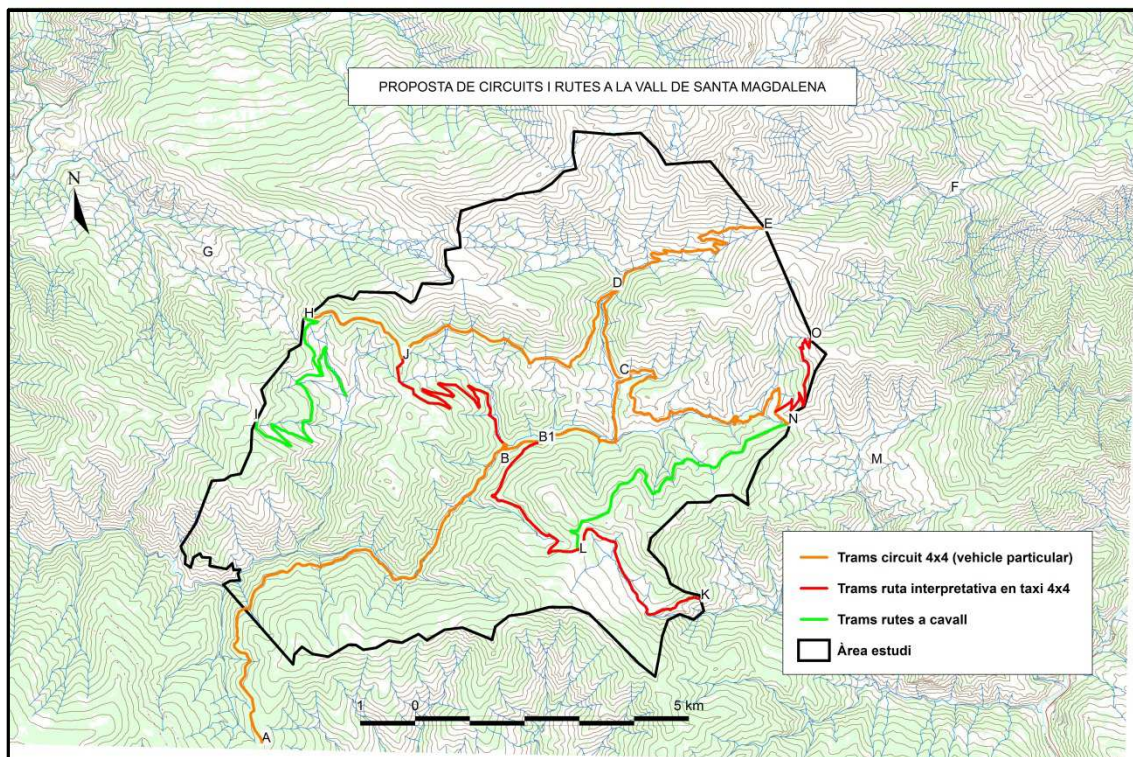 PROPOSTA DE CIRCUITS I RUTES A LA VALL DE SANTA MAGDALENA
N
F
E
G
D
H
O
J
C
I
N
B1
B
M
L
K
A
Trams circuit 4x4 (vehicle particular)
Trams ruta interpretativa en taxi 4x4
Trams rutes a cavall
Àrea estudi
1 0 5 km